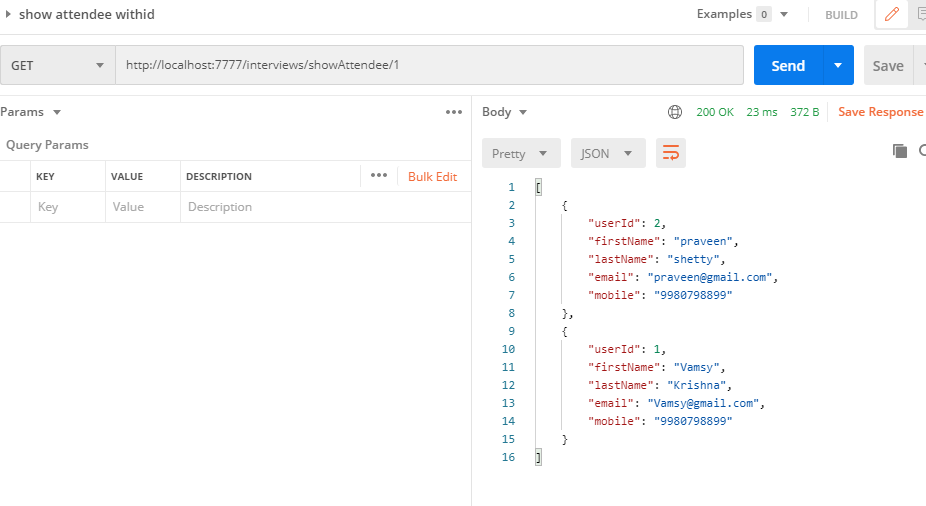 show attendee withid
Examples 0 BUILD
GET http://localhost:7777/interviews/showAttendee/1 Send Save
Params
Query Params
KEY VALUE DESCRIPTION Bulk Edit
Key Value Description
Body 200 OK 23 ms 372 B Save Response
Pretty JSON
1 [
2 {
3 "userId": 2,
4 "firstName": "praveen",
5 "lastName": "shetty",
6 "email": "praveen@gmail.com",
7 "mobile": "9980798899"
8 },
9 {
10 "userId": 1,
11 "firstName": "Vamsy",
12 "lastName": "Krishna",
13 "email": "Vamsy@gmail.com",
14 "mobile": "9980798899"
15 }
16 ]